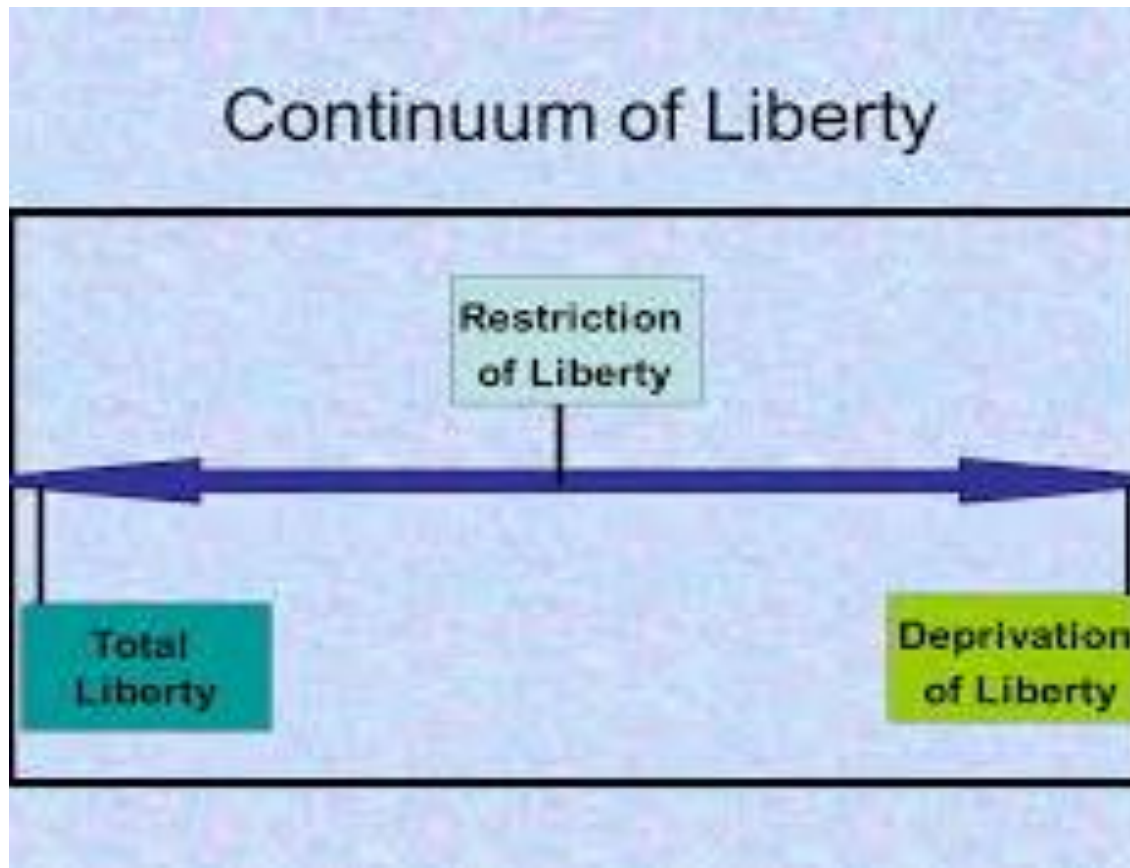 Continuum of Liberty
Restriction
of Liberty
Total
Liberty
Deprivation
of Liberty